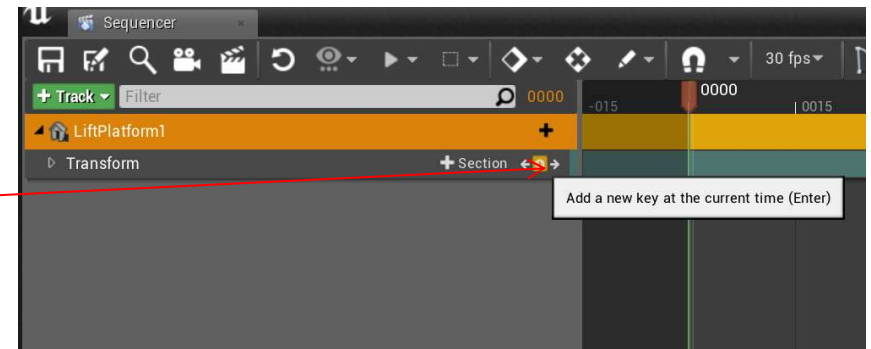 Sequencer
30 fps
+ Track Filter 0000
0000
-015 0015
LiftPlatform1
Transform + Section
Add a new key at the current time (Enter)